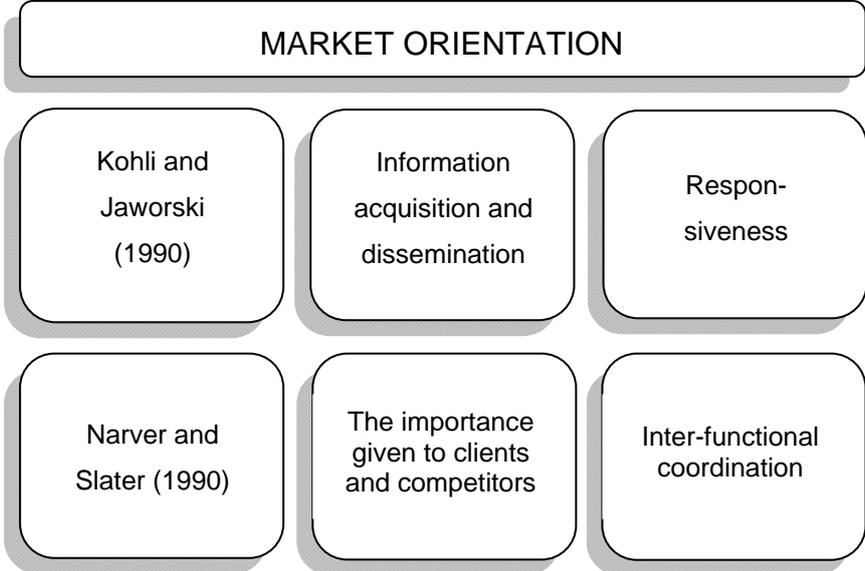 MARKET ORIENTATION
Kohli and
Jaworski
(1990)
Information
acquisition and
dissemination
Respon-
siveness
Narver and
Slater (1990)
The importance
given to clients
and competitors
Inter-functional
coordination